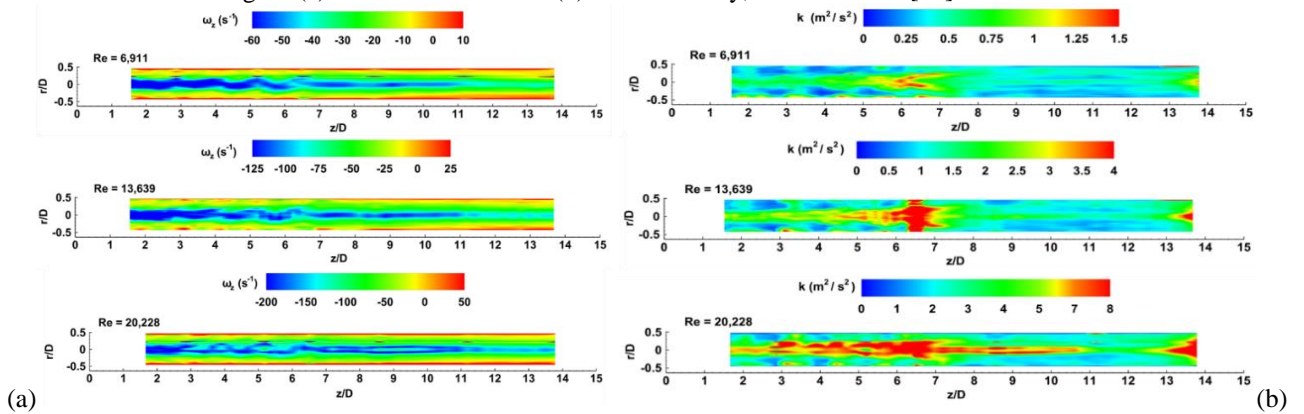 ω_z (s⁻¹)
-60 -50 -40 -30 -20 -10 0 10
Re = 6,911
r/D
0.5
0
-0.5
0 1 2 3 4 5 6 7 8 9 10 11 12 13 14 15
z/D
ω_z (s⁻¹)
-125 -100 -75 -50 -25 0 25
Re = 13,639
r/D
0.5
0
-0.5
0 1 2 3 4 5 6 7 8 9 10 11 12 13 14 15
z/D
ω_z (s⁻¹)
-200 -150 -100 -50 0 50
Re = 20,228
r/D
0.5
0
-0.5
0 1 2 3 4 5 6 7 8 9 10 11 12 13 14 15
z/D
(a)
k (m²/s²)
0 0.25 0.5 0.75 1 1.25 1.5
Re = 6,911
r/D
0.5
0
-0.5
0 1 2 3 4 5 6 7 8 9 10 11 12 13 14 15
z/D
k (m²/s²)
0 0.5 1 1.5 2 2.5 3 3.5 4
Re = 13,639
r/D
0.5
0
-0.5
0 1 2 3 4 5 6 7 8 9 10 11 12 13 14 15
z/D
k (m²/s²)
0 1 2 3 4 5 6 7 8
Re = 20,228
r/D
0.5
0
-0.5
0 1 2 3 4 5 6 7 8 9 10 11 12 13 14 15
z/D
(b)